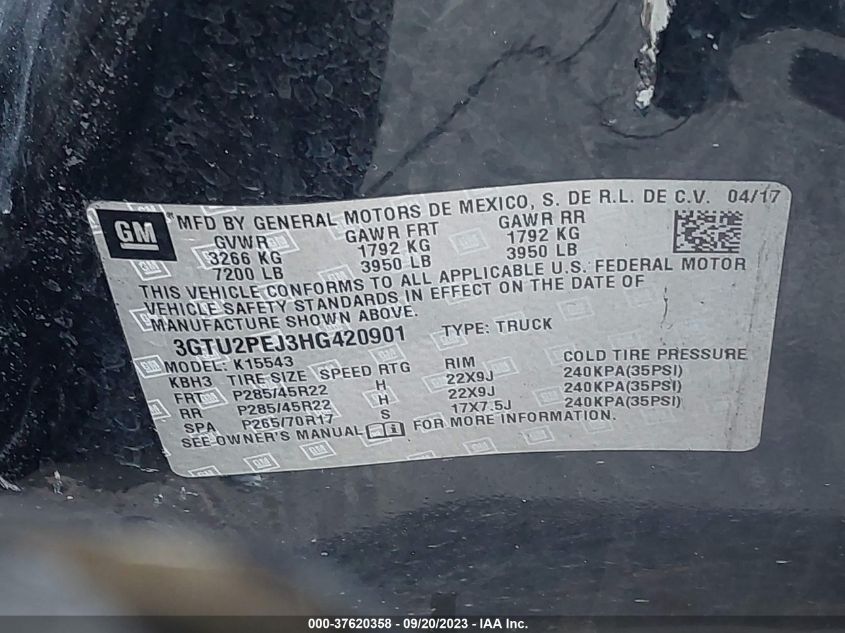 GM MFD BY GENERAL MOTORS DE MEXICO, S. DE R.L. DE C.V. 04/17
GVWR GAWR FRT GAWR RR
3266 KG 1792 KG 1792 KG
7200 LB 3950 LB 3950 LB
THIS VEHICLE CONFORMS TO ALL APPLICABLE U.S. FEDERAL MOTOR
VEHICLE SAFETY STANDARDS IN EFFECT ON THE DATE OF
MANUFACTURE SHOWN ABOVE.
3GTU2PEJ3HG420901 TYPE: TRUCK
MODEL: K15543
KBH3 TIRE SIZE SPEED RTG RIM COLD TIRE PRESSURE
FRT P285/45R22 H 22X9J 240KPA(35PSI)
RR P285/45R22 H 22X9J 240KPA(35PSI)
SPA P265/70R17 S 17X7.5J 240KPA(35PSI)
SEE OWNER'S MANUAL FOR MORE INFORMATION.
000-37620358 - 09/20/2023 - IAA Inc.